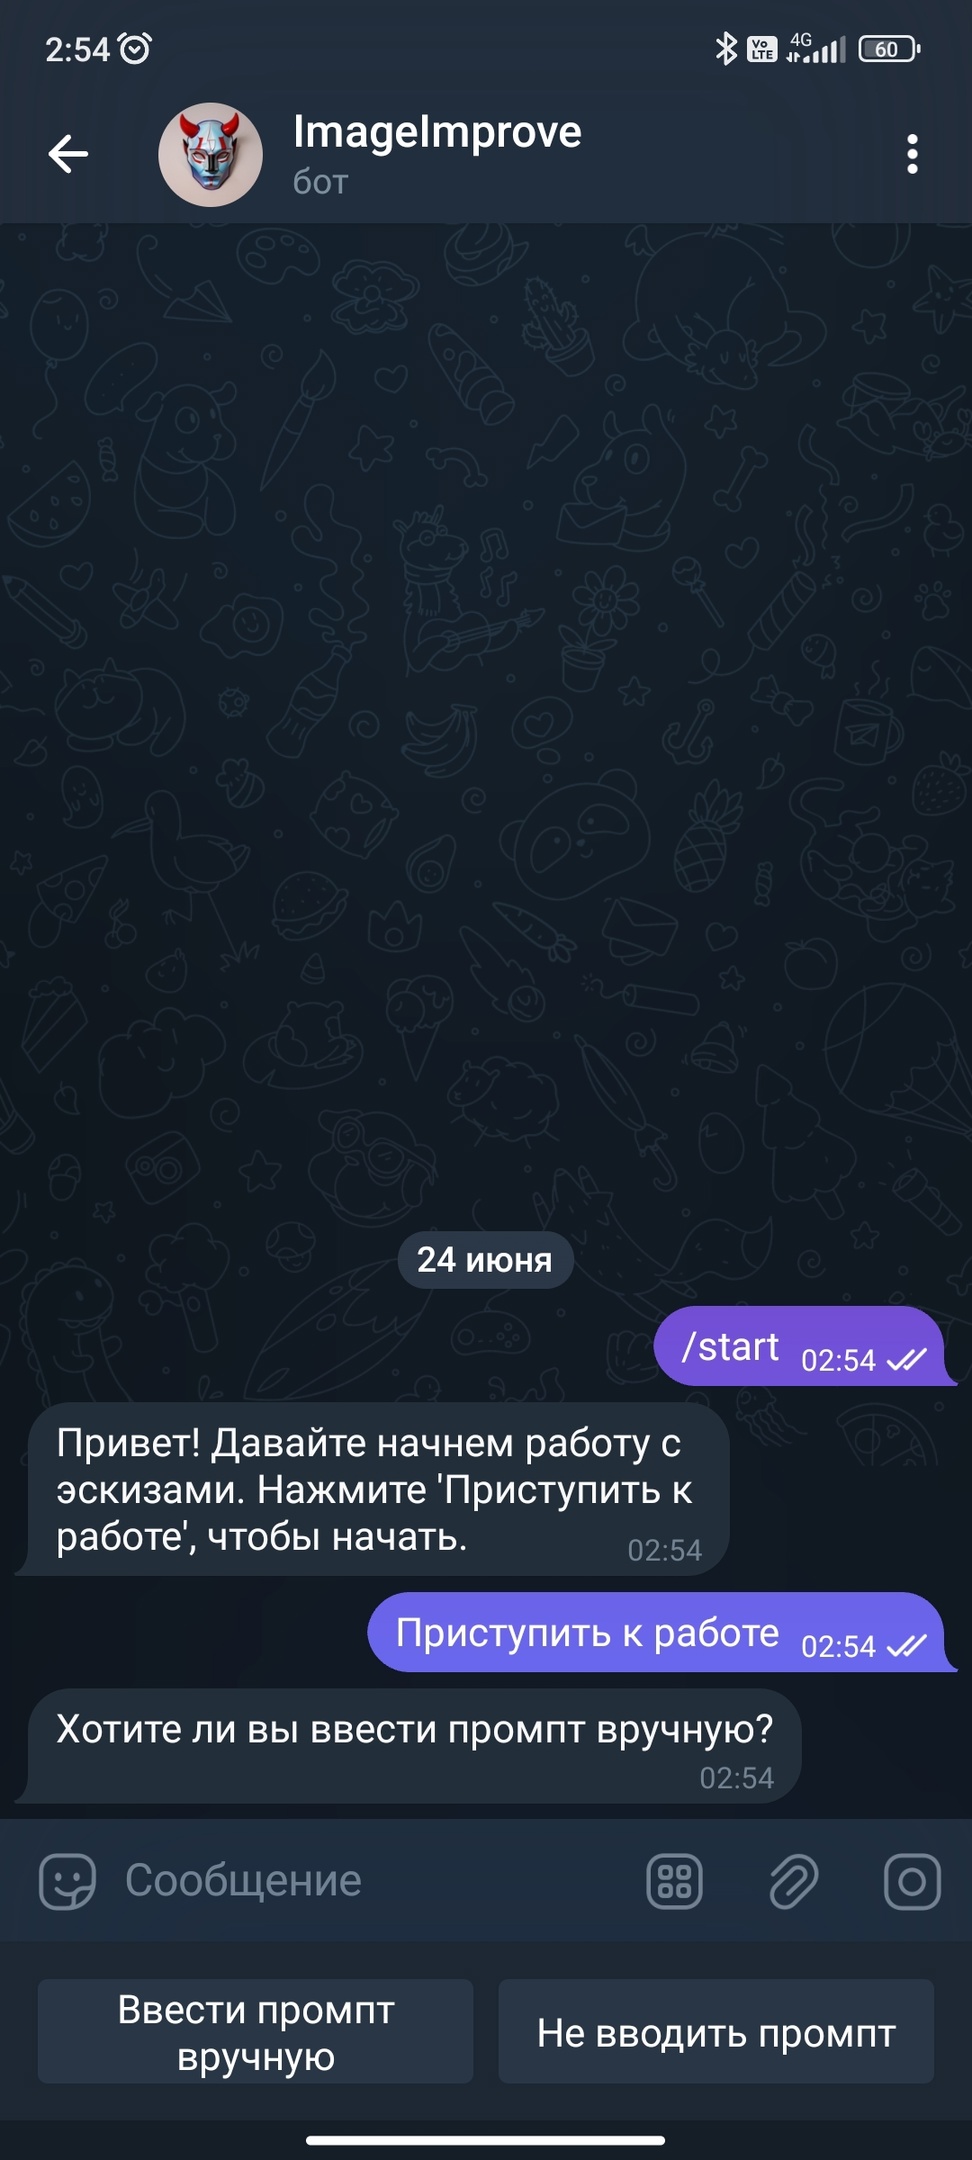 2:54
Vo
LTE
4G
60
ImageImprove
бот
24 июня
/start 02:54
Привет! Давайте начнем работу с
эскизами. Нажмите 'Приступить к
работе', чтобы начать. 02:54
Приступить к работе 02:54
Хотите ли вы ввести промпт вручную?
02:54
Сообщение
Ввести промпт
вручную
Не вводить промпт